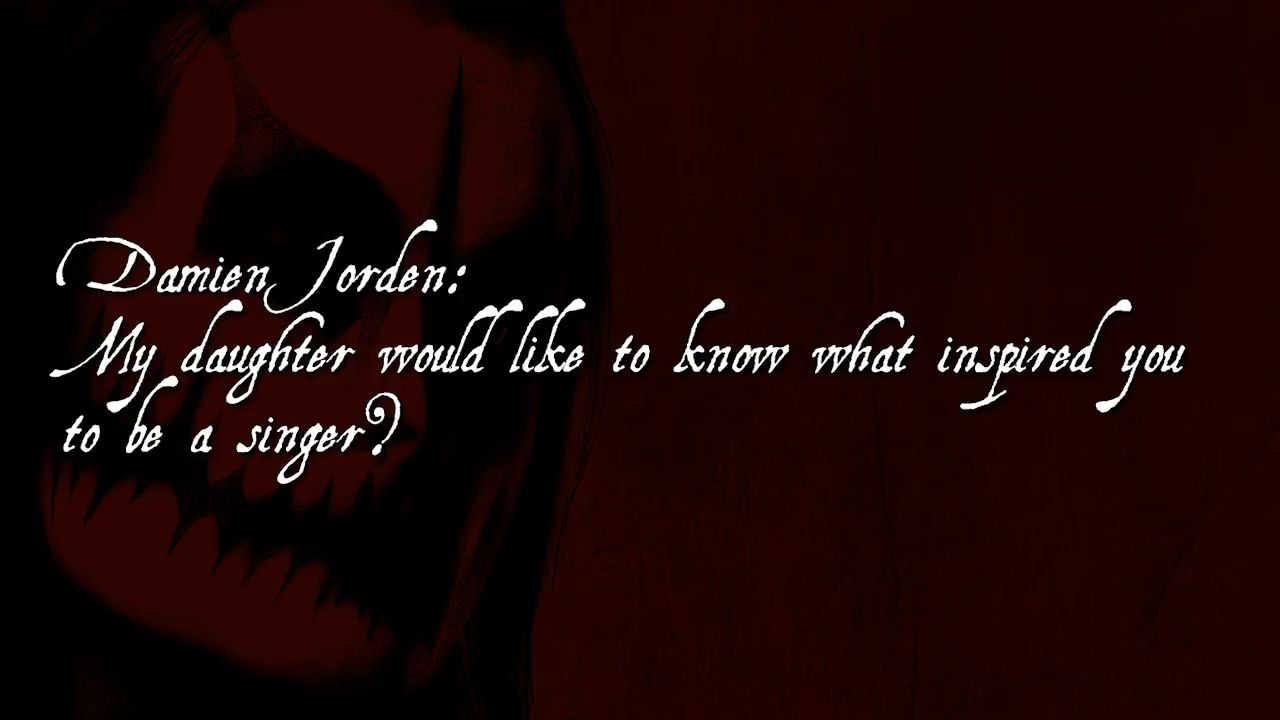 Damien Jorden:
My daughter would like to know what inspired you
to be a singer?